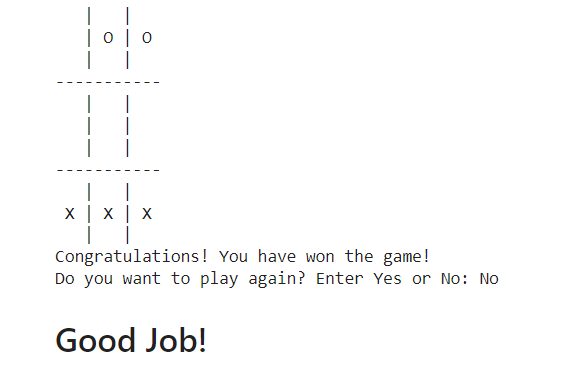 |   |
   | O | O
   |   |
-----------
   |   |
   |   |
   |   |
-----------
   |   |
 X | X | X
   |   |
Congratulations! You have won the game!
Do you want to play again? Enter Yes or No: No
Good Job!